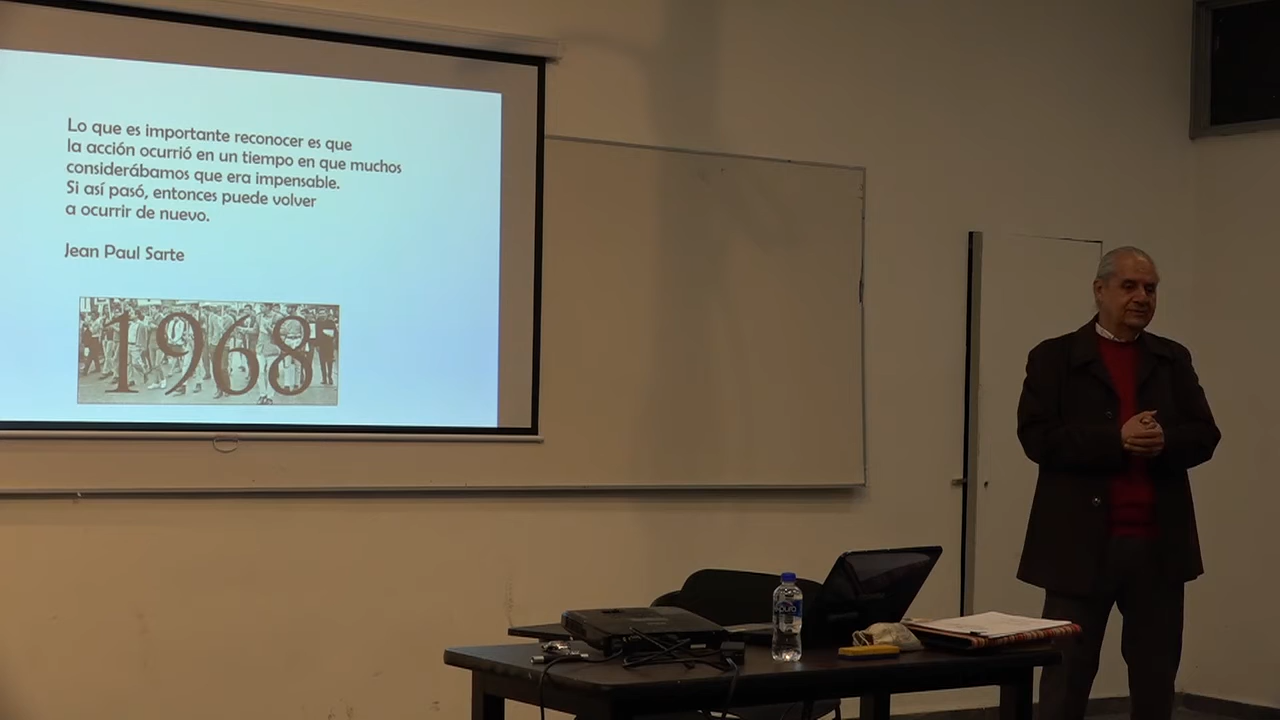 Lo que es importante reconocer es que
la acción ocurrió en un tiempo en que muchos
considerábamos que era impensable.
Si así pasó, entonces puede volver
a ocurrir de nuevo.
Jean Paul Sarte
1968
epura